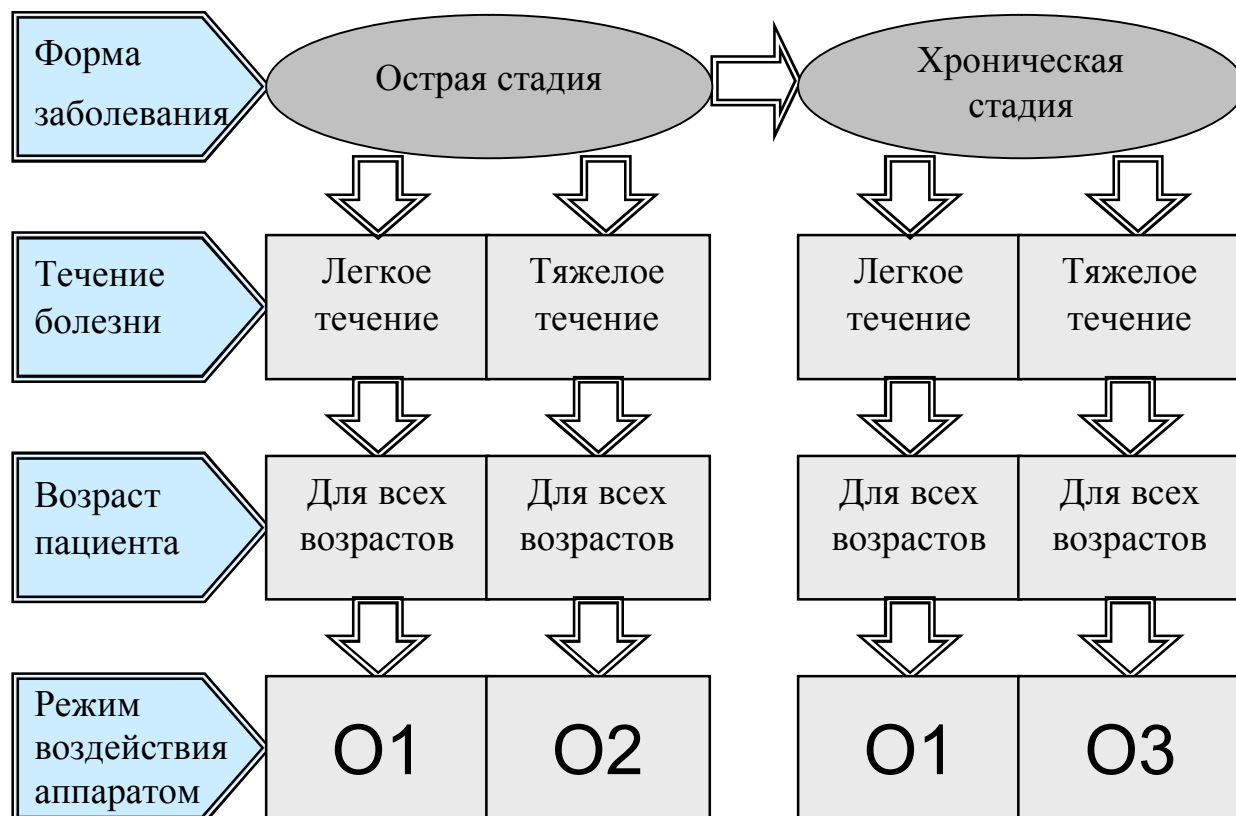 Форма
заболевания
Острая стадия
Хроническая
стадия
Течение
болезни
Легкое
течение
Тяжелое
течение
Легкое
течение
Тяжелое
течение
Возраст
пациента
Для всех
возрастов
Для всех
возрастов
Для всех
возрастов
Для всех
возрастов
Режим
воздействия
аппаратом
О1
О2
О1
О3